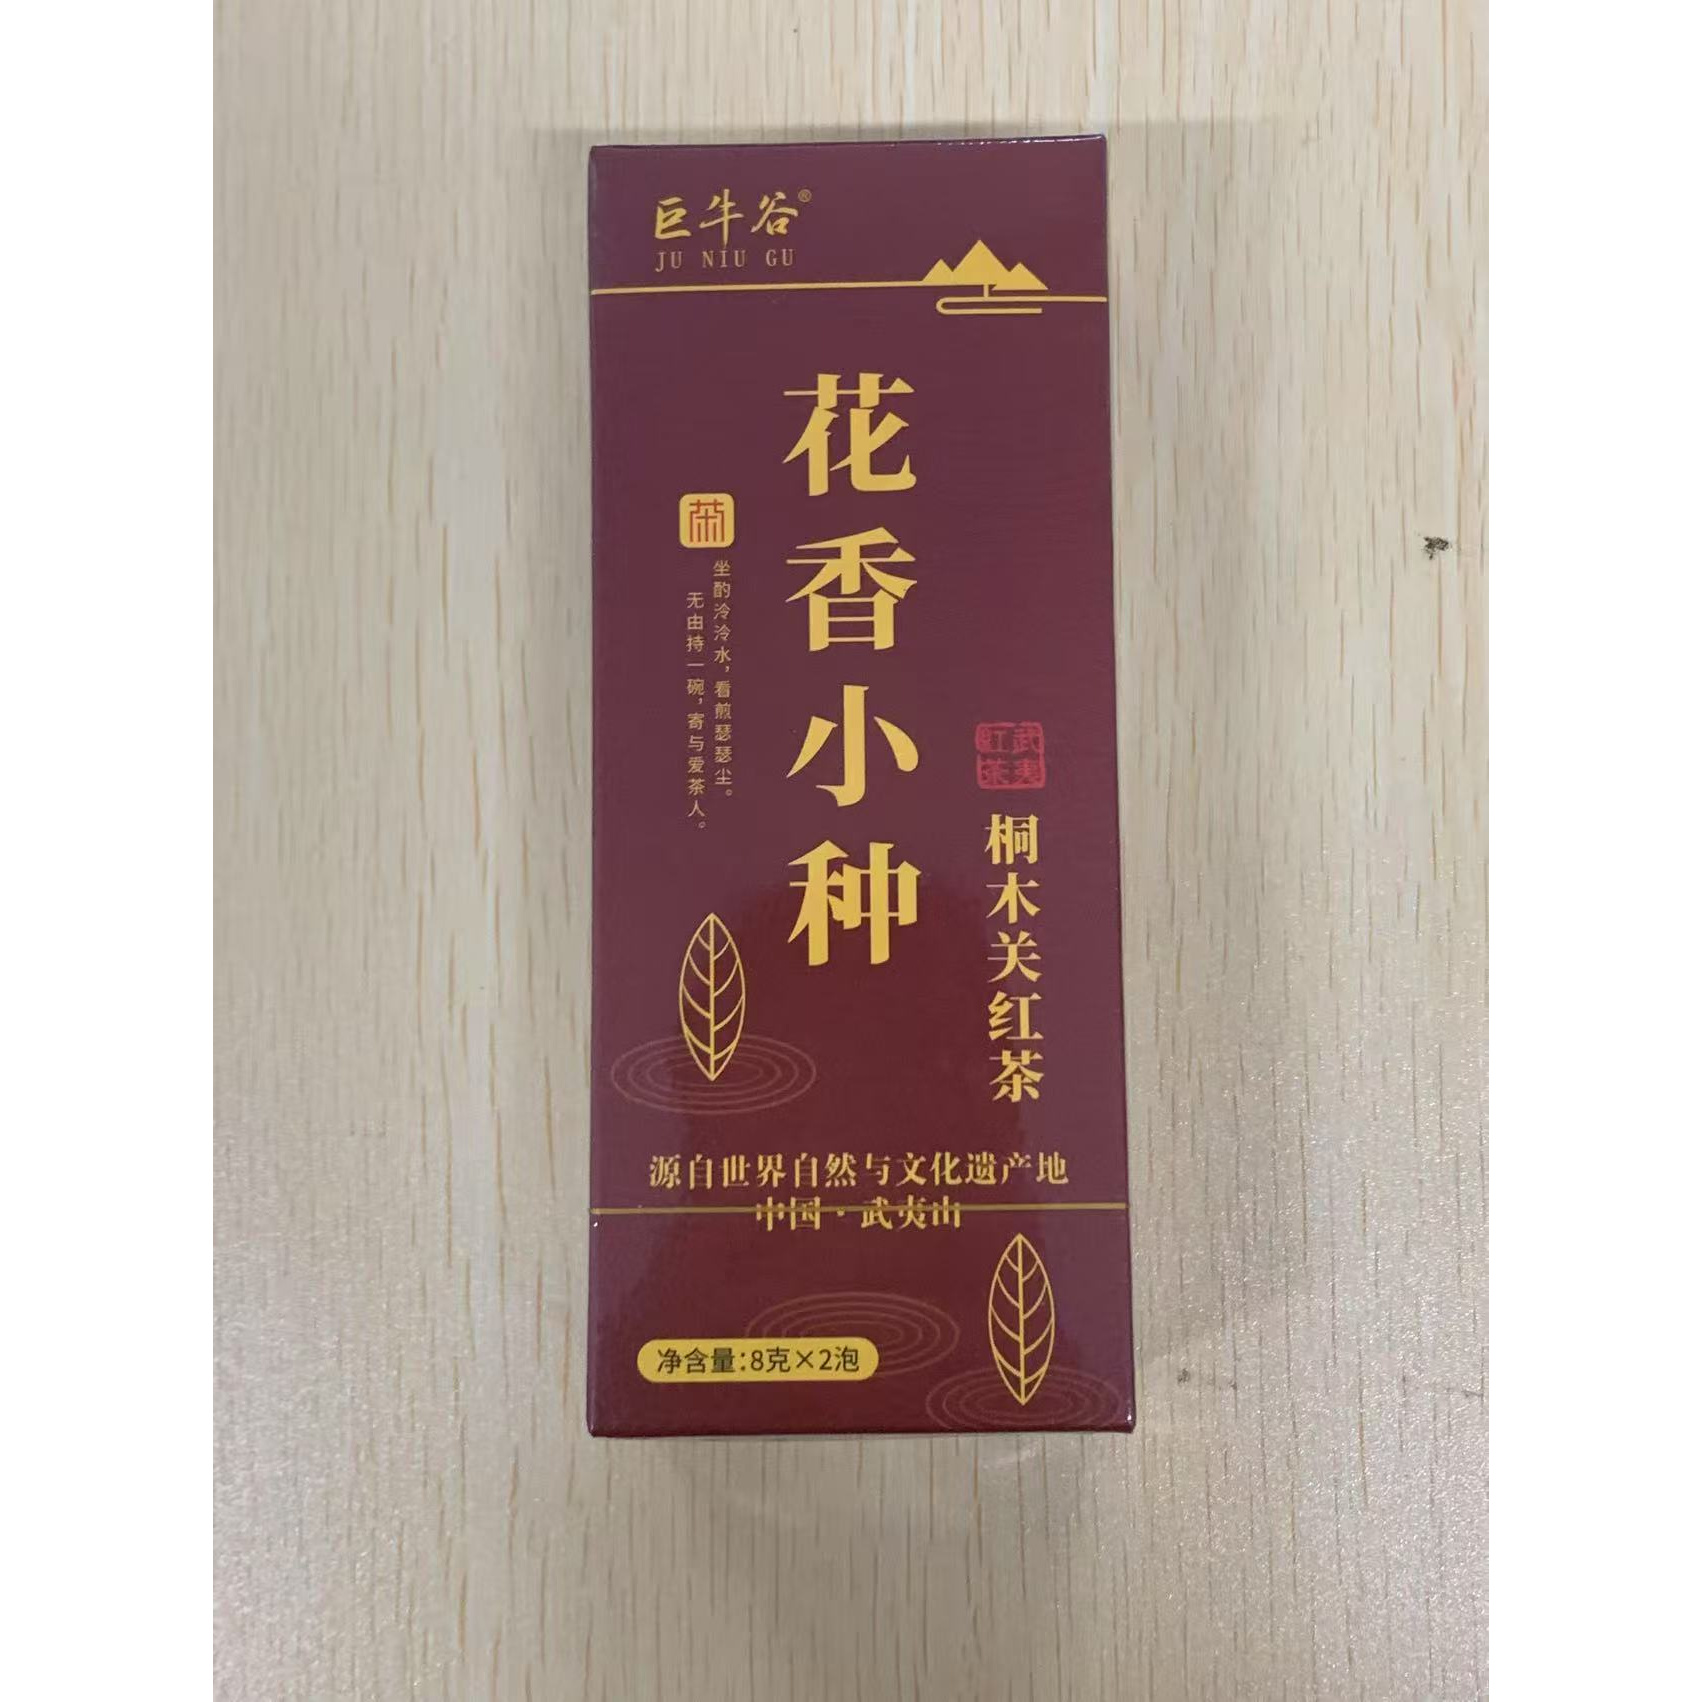 巨牛谷®
JU NIU GU
花香小种
茶
坐酌泠泠水，看煎瑟瑟尘。
无由持一碗，寄与爱茶人。
武夷
紅茶
桐木关红茶
源自世界自然与文化遗产地
中国·武夷山
净含量:8克×2泡